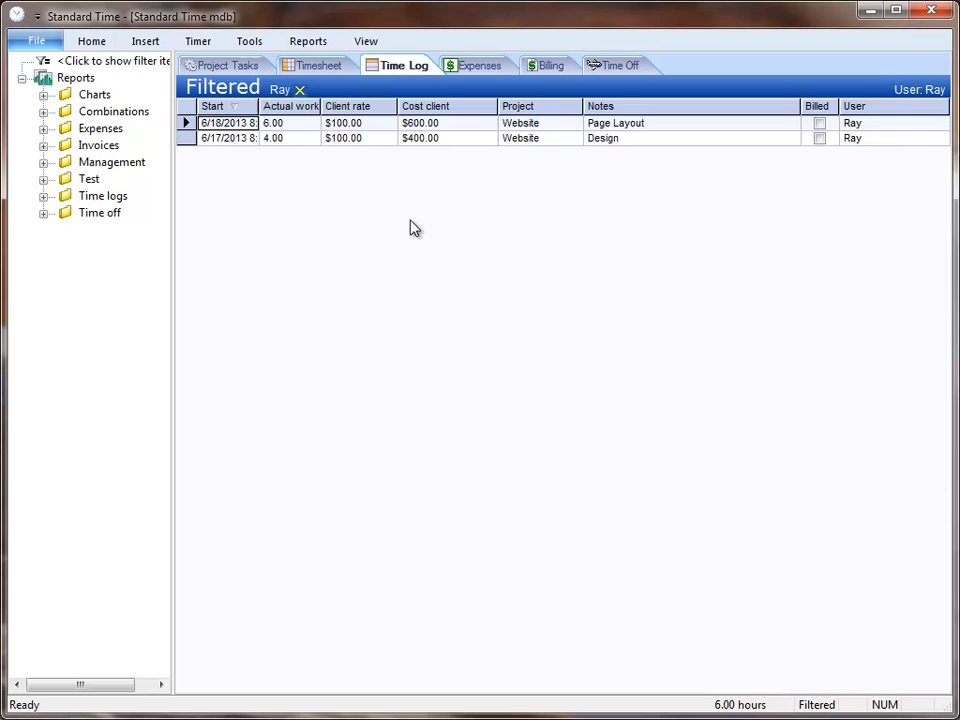 Standard Time - [Standard Time mdb]
File Home Insert Timer Tools Reports View
<Click to show filter ite
Reports
Charts
Combinations
Expenses
Invoices
Management
Test
Time logs
Time off
Project Tasks Timesheet Time Log Expenses Billing Time Off
Filtered Ray User: Ray
Start Actual work Client rate Cost client Project Notes Billed User
6/18/2013 8: 6.00 $100.00 $600.00 Website Page Layout Ray
6/17/2013 8: 4.00 $100.00 $400.00 Website Design Ray
Ready 6.00 hours Filtered NUM